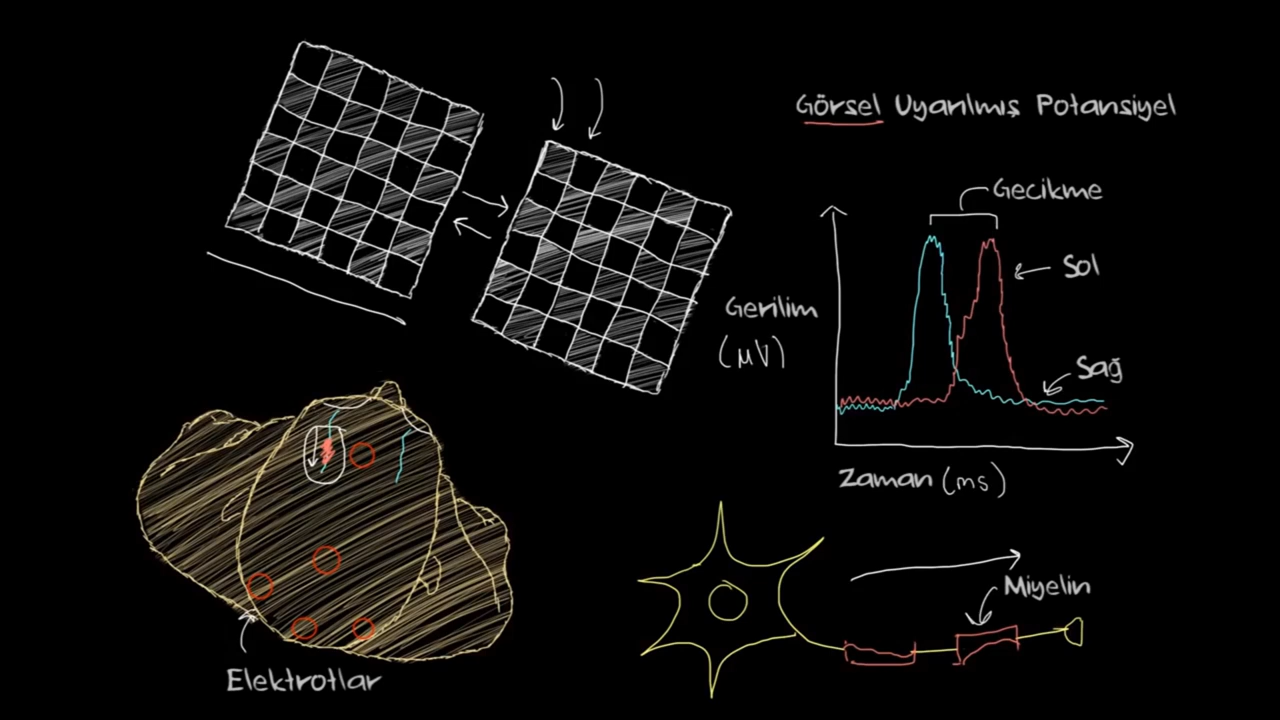 Görsel Uyarılmış Potansiyel
Gecikme
Sol
Gerilim
(µV)
Sağ
Zaman (ms)
Miyelin
Elektrotlar